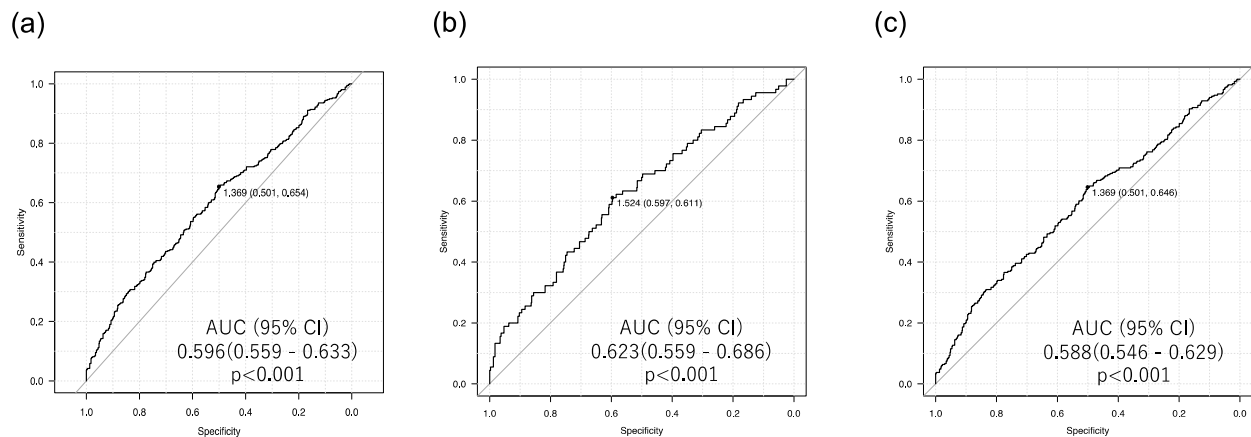 (a)
1.0
0.8
0.6
0.4
0.2
0.0
Sensitivity
1.369 (0.501, 0.654)
AUC (95% CI)
0.596(0.559 - 0.633)
p<0.001
1.0
0.8
0.6
0.4
0.2
0.0
Specificity
(b)
1.0
0.8
0.6
0.4
0.2
0.0
Sensitivity
1.524 (0.597, 0.611)
AUC (95% CI)
0.623(0.559 - 0.686)
p<0.001
1.0
0.8
0.6
0.4
0.2
0.0
Specificity
(c)
1.0
0.8
0.6
0.4
0.2
0.0
Sensitivity
1.369 (0.501, 0.646)
AUC (95% CI)
0.588(0.546 - 0.629)
p<0.001
1.0
0.8
0.6
0.4
0.2
0.0
Specificity